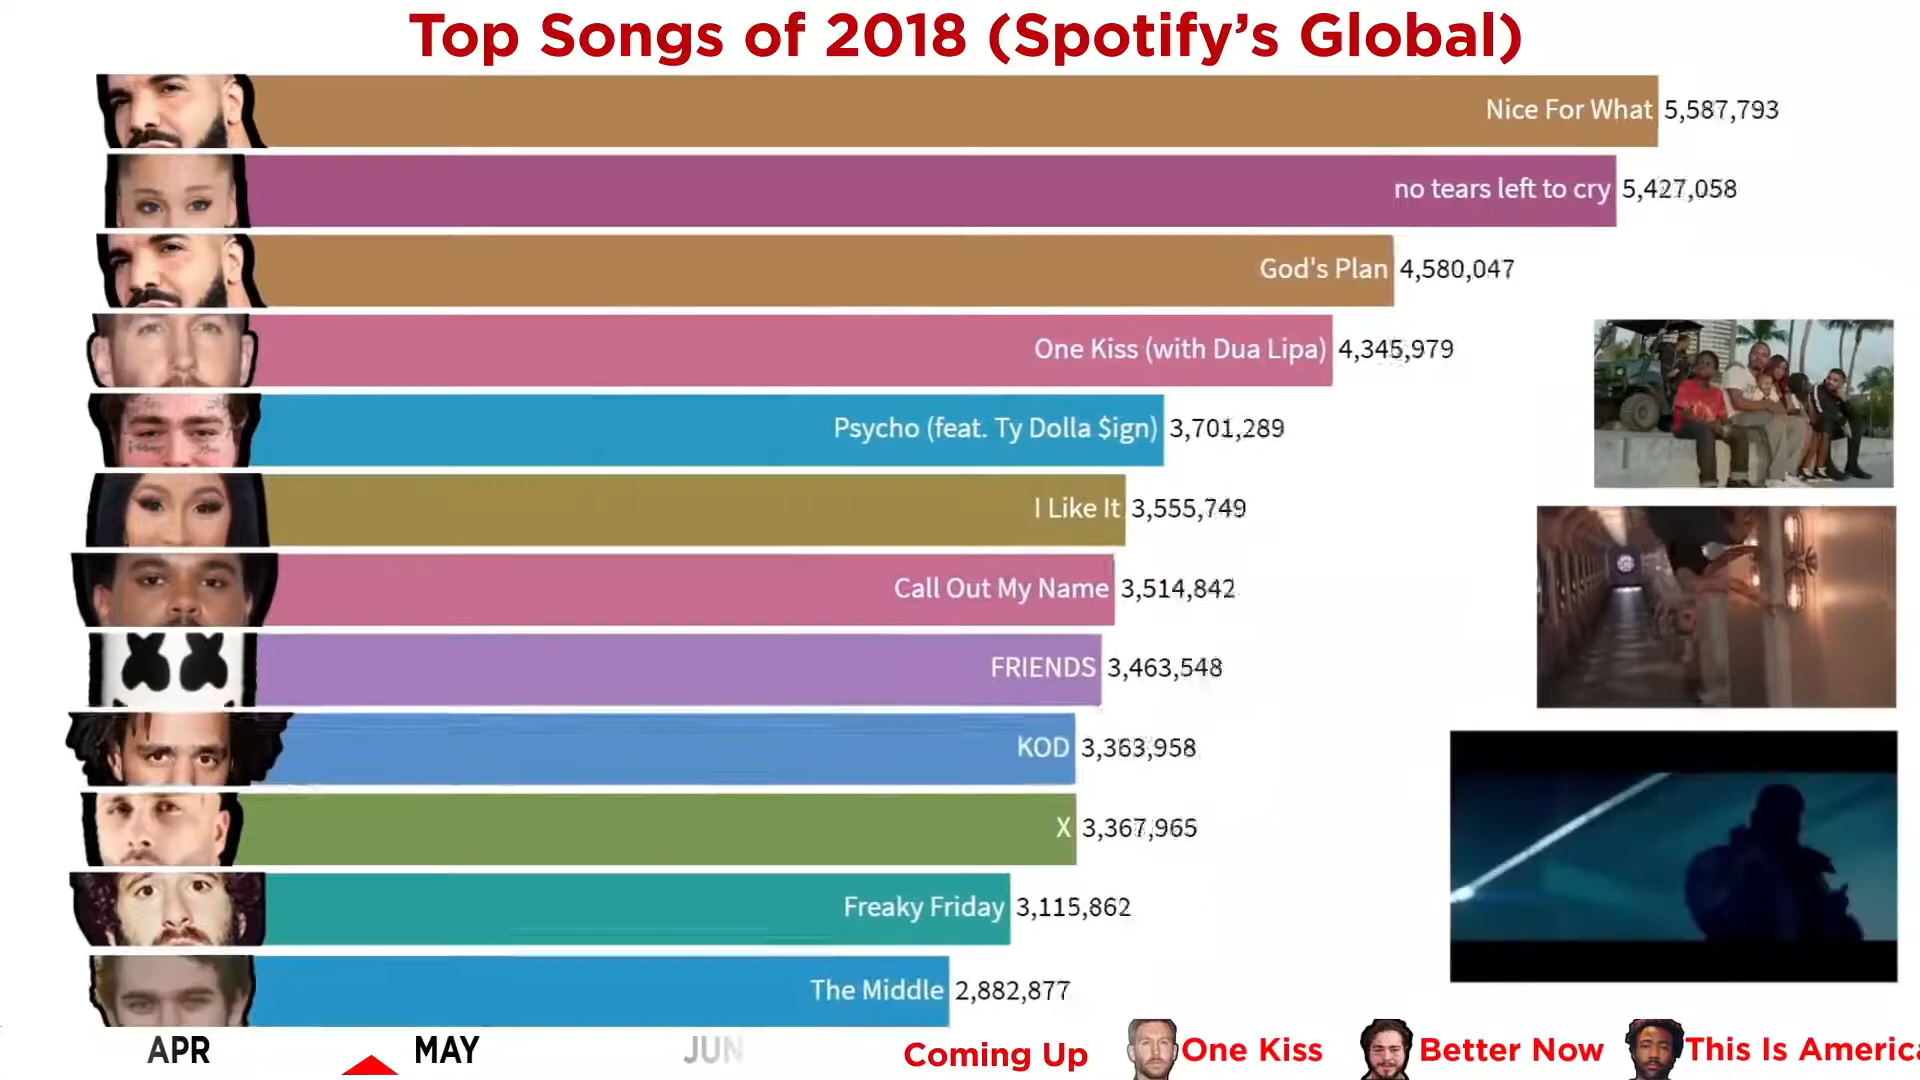 Top Songs of 2018 (Spotify’s Global)
Nice For What 5,587,793
no tears left to cry 5,427,058
God's Plan 4,580,047
One Kiss (with Dua Lipa) 4,345,979
Psycho (feat. Ty Dolla $ign) 3,701,289
I Like It 3,555,749
Call Out My Name 3,514,842
FRIENDS 3,463,548
KOD 3,363,958
X 3,367,965
Freaky Friday 3,115,862
The Middle 2,882,877
APR MAY JUN Coming Up One Kiss Better Now This Is America